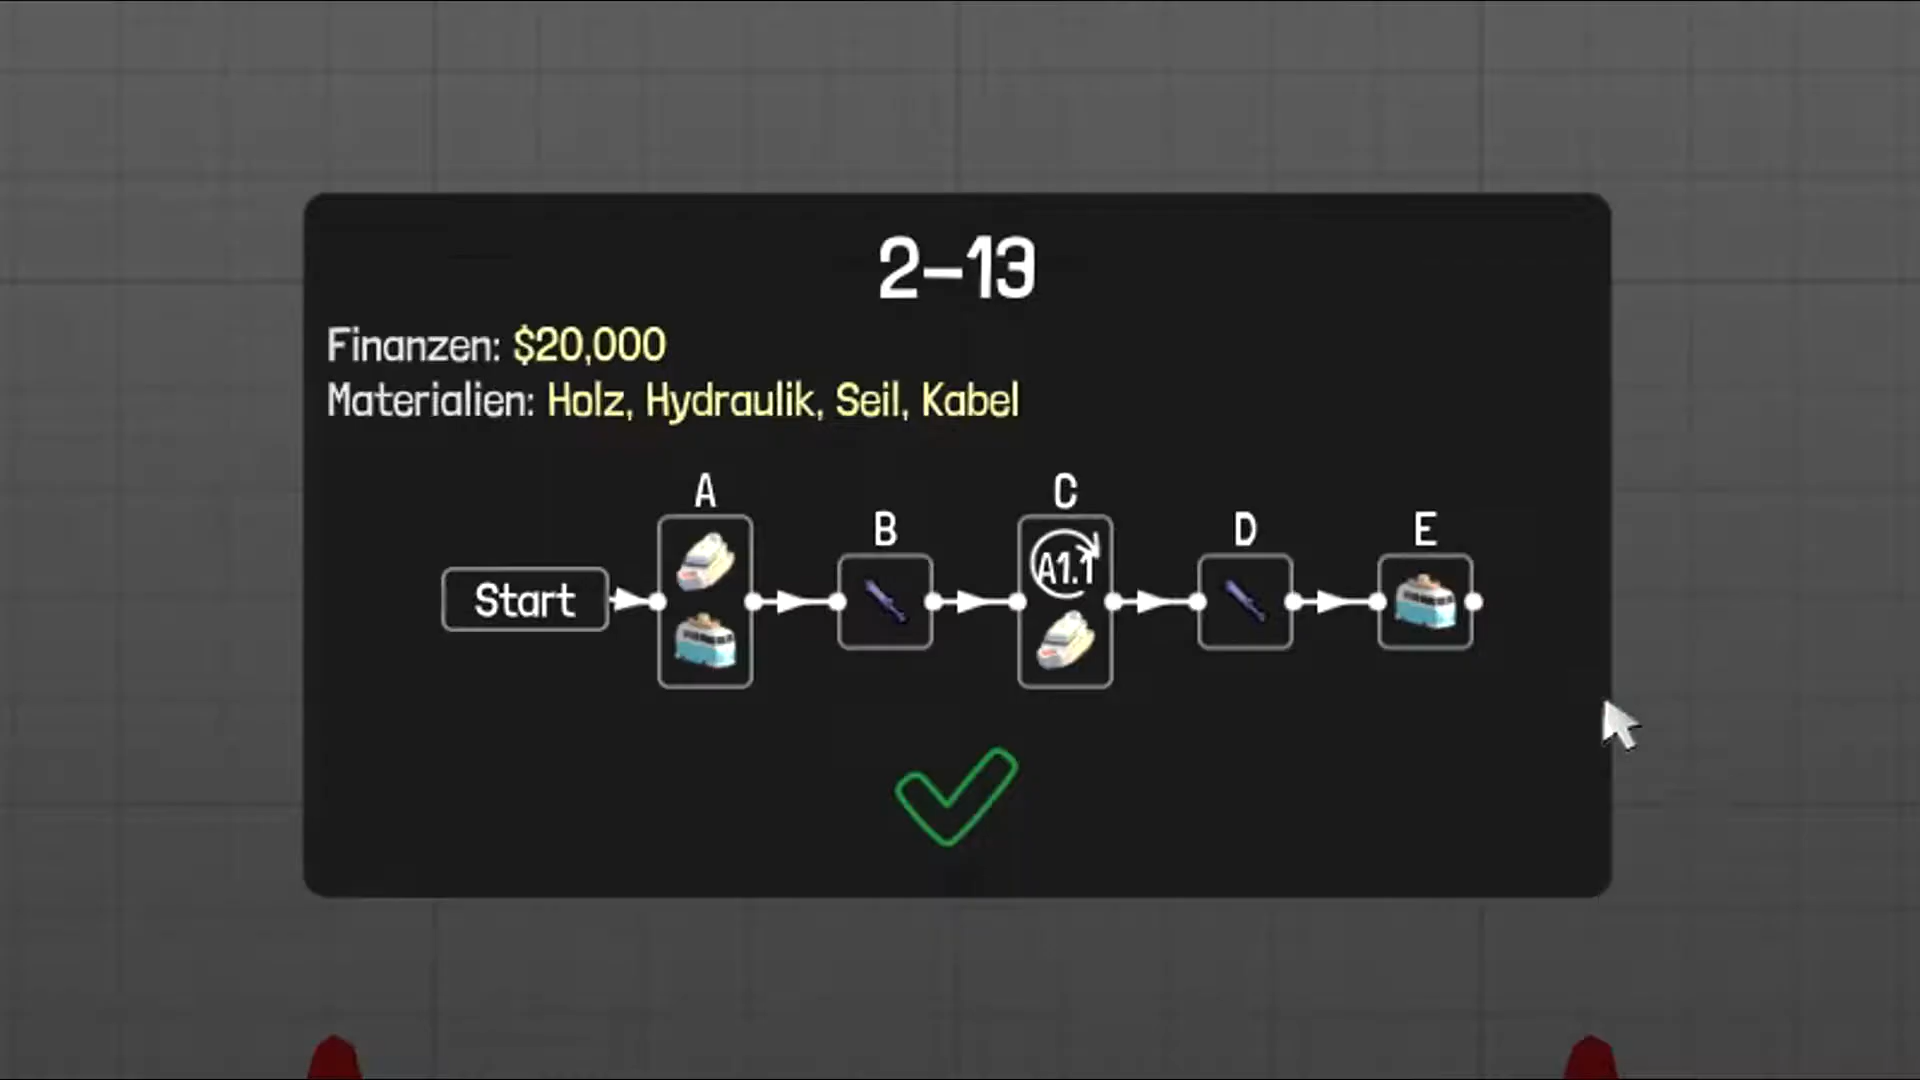 2-13
Finanzen: $20,000
Materialien: Holz, Hydraulik, Seil, Kabel
Start
A
B
C
A1.1
D
E